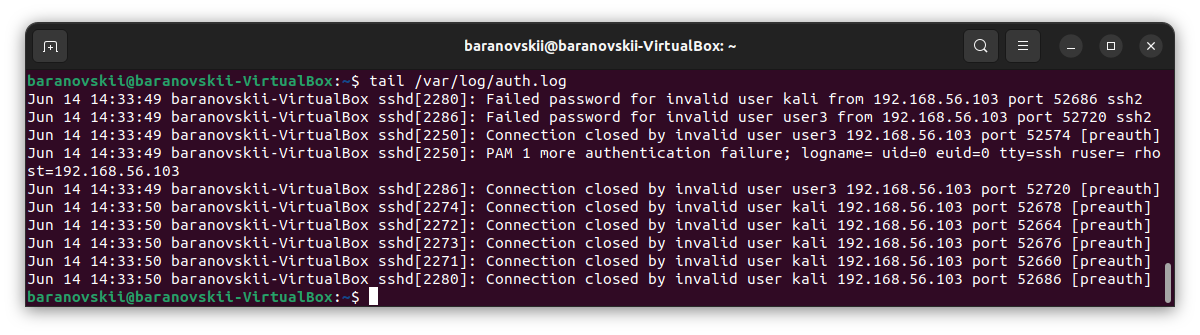 baranovskii@baranovskii-VirtualBox: ~
baranovskii@baranovskii-VirtualBox:~$ tail /var/log/auth.log
Jun 14 14:33:49 baranovskii-VirtualBox sshd[2280]: Failed password for invalid user kali from 192.168.56.103 port 52686 ssh2
Jun 14 14:33:49 baranovskii-VirtualBox sshd[2286]: Failed password for invalid user user3 from 192.168.56.103 port 52720 ssh2
Jun 14 14:33:49 baranovskii-VirtualBox sshd[2250]: Connection closed by invalid user user3 192.168.56.103 port 52574 [preauth]
Jun 14 14:33:49 baranovskii-VirtualBox sshd[2250]: PAM 1 more authentication failure; logname= uid=0 euid=0 tty=ssh ruser= rho
st=192.168.56.103
Jun 14 14:33:49 baranovskii-VirtualBox sshd[2286]: Connection closed by invalid user user3 192.168.56.103 port 52720 [preauth]
Jun 14 14:33:50 baranovskii-VirtualBox sshd[2274]: Connection closed by invalid user kali 192.168.56.103 port 52678 [preauth]
Jun 14 14:33:50 baranovskii-VirtualBox sshd[2272]: Connection closed by invalid user kali 192.168.56.103 port 52664 [preauth]
Jun 14 14:33:50 baranovskii-VirtualBox sshd[2273]: Connection closed by invalid user kali 192.168.56.103 port 52676 [preauth]
Jun 14 14:33:50 baranovskii-VirtualBox sshd[2271]: Connection closed by invalid user kali 192.168.56.103 port 52660 [preauth]
Jun 14 14:33:50 baranovskii-VirtualBox sshd[2280]: Connection closed by invalid user kali 192.168.56.103 port 52686 [preauth]
baranovskii@baranovskii-VirtualBox:~$